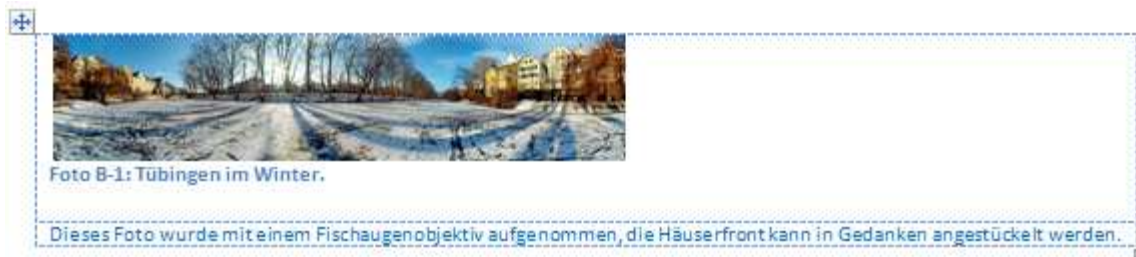 Foto B-1: Tübingen im Winter.
Dieses Foto wurde mit einem Fischaugenobjektiv aufgenommen, die Häuserfront kann in Gedanken angestückelt werden.